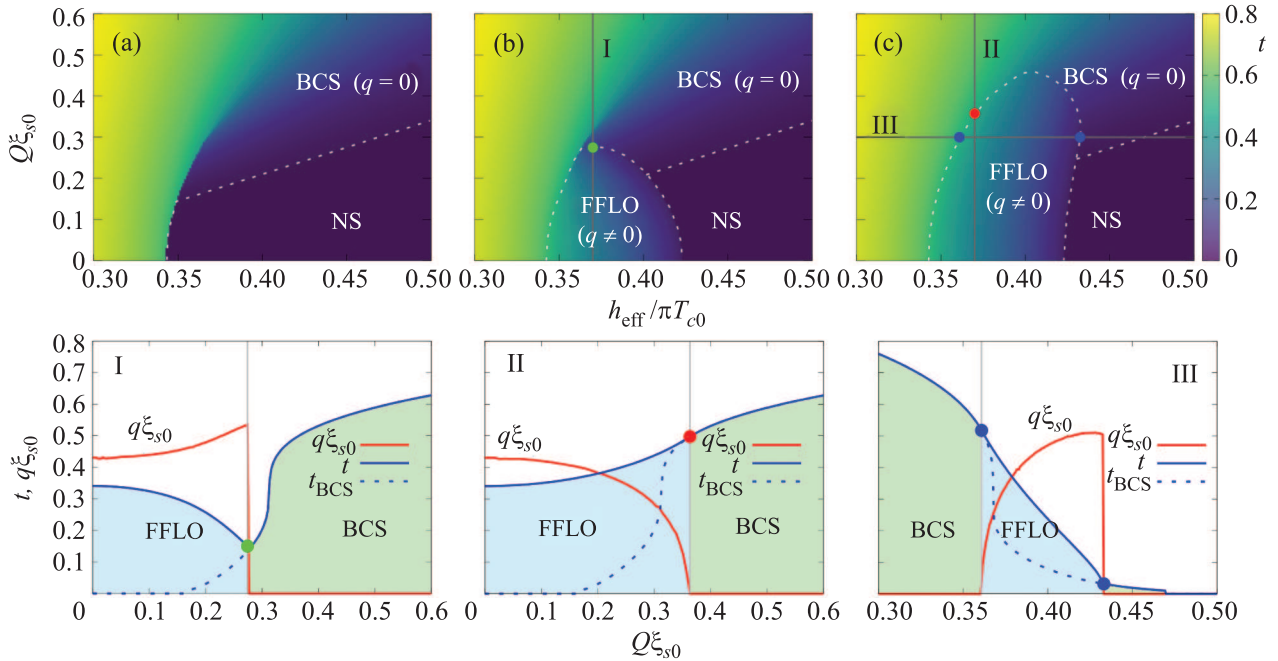 (a)
BCS (q = 0)
NS
Qξs0
0.6
0.5
0.4
0.3
0.2
0.1
0
0.30 0.35 0.40 0.45 0.50
(b)
I
BCS (q = 0)
FFLO
(q ≠ 0)
NS
0.30 0.35 0.40 0.45 0.50
heff/πTc0
(c)
II
BCS (q = 0)
III
FFLO
(q ≠ 0)
NS
0.30 0.35 0.40 0.45 0.50
0.8
t
0.6
0.4
0.2
0
t, qξs0
0.8
0.7
0.6
0.5
0.4
0.3
0.2
0.1
I
qξs0
qξs0
t
tBCS
FFLO
BCS
0 0.1 0.2 0.3 0.4 0.5 0.6
II
qξs0
t
tBCS
FFLO
BCS
0 0.1 0.2 0.3 0.4 0.5 0.6
Qξs0
III
qξs0
qξs0
t
tBCS
BCS
FFLO
0.30 0.35 0.40 0.45 0.50